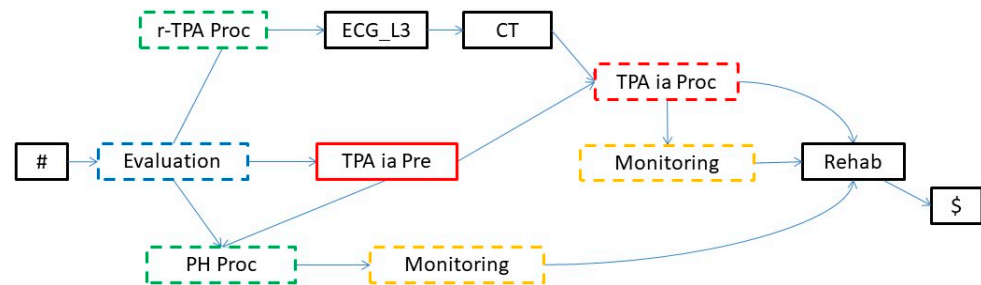 r-TPA Proc
ECG_L3
CT
TPA ia Proc
#
Evaluation
TPA ia Pre
Monitoring
Rehab
$
PH Proc
Monitoring